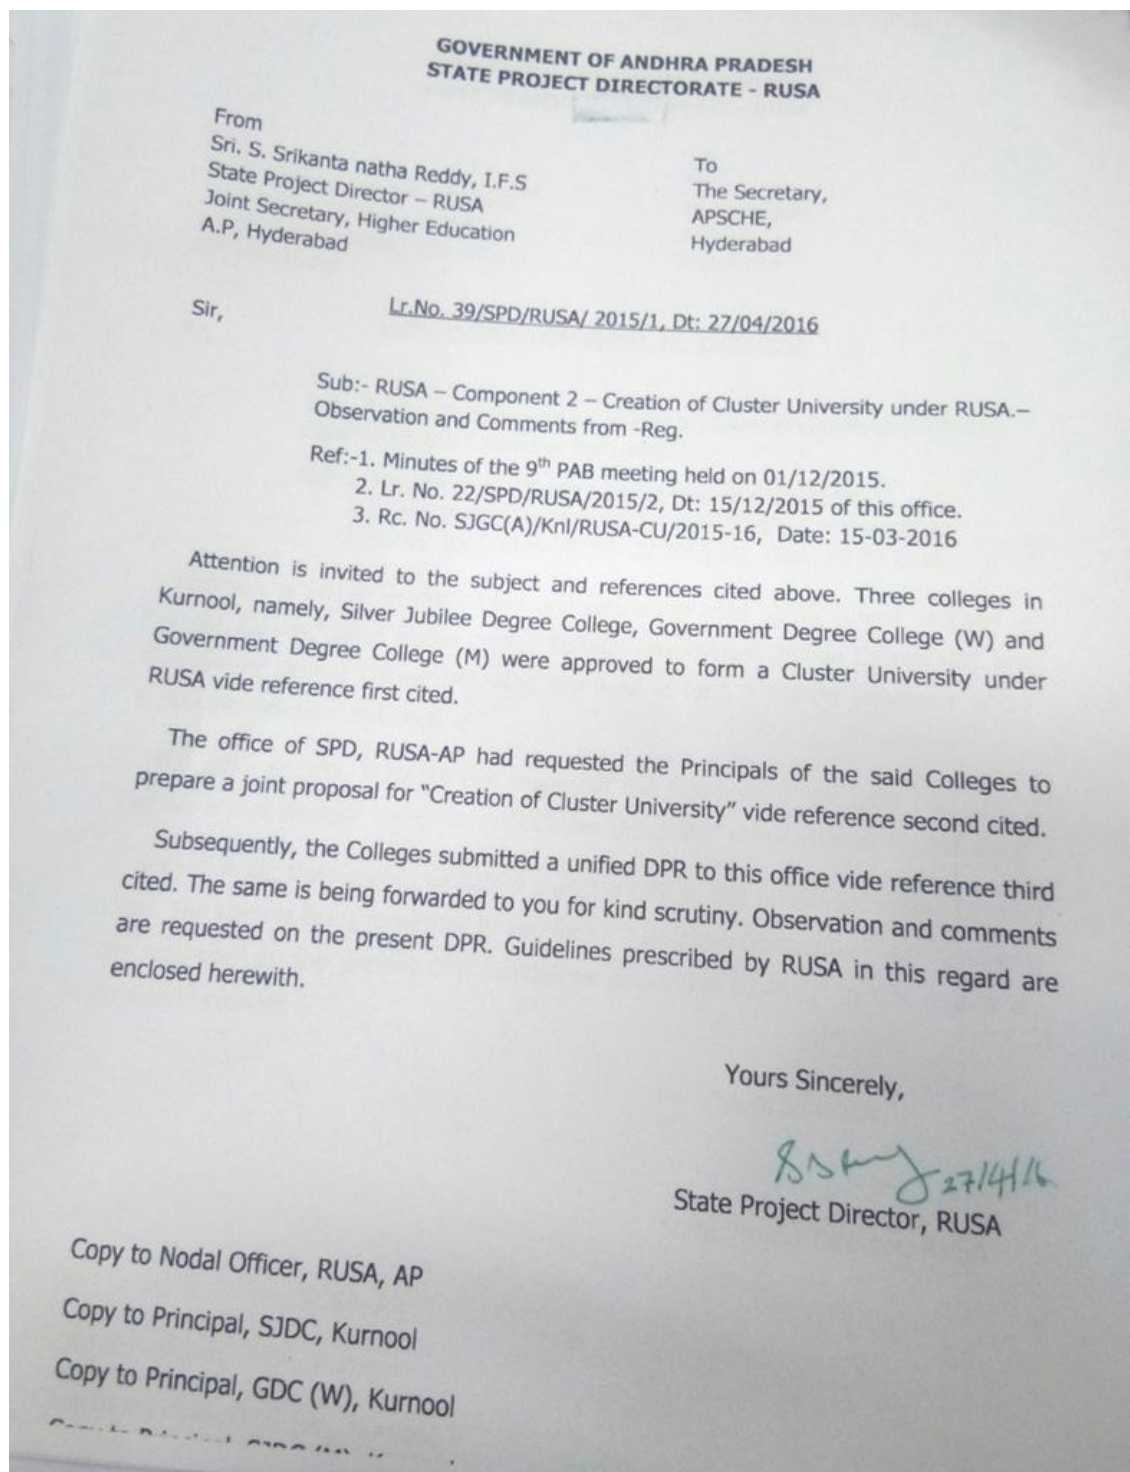 GOVERNMENT OF ANDHRA PRADESH
STATE PROJECT DIRECTORATE - RUSA
From
Sri. S. Srikanta natha Reddy, I.F.S
State Project Director – RUSA
Joint Secretary, Higher Education
A.P, Hyderabad
To
The Secretary,
APSCHE,
Hyderabad
Sir,
Lr.No. 39/SPD/RUSA/ 2015/1, Dt: 27/04/2016
Sub:- RUSA – Component 2 – Creation of Cluster University under RUSA.–
Observation and Comments from -Reg.
Ref:-1. Minutes of the 9th PAB meeting held on 01/12/2015.
2. Lr. No. 22/SPD/RUSA/2015/2, Dt: 15/12/2015 of this office.
3. Rc. No. SJGC(A)/Knl/RUSA-CU/2015-16, Date: 15-03-2016
Attention is invited to the subject and references cited above. Three colleges in
Kurnool, namely, Silver Jubilee Degree College, Government Degree College (W) and
Government Degree College (M) were approved to form a Cluster University under
RUSA vide reference first cited.
The office of SPD, RUSA-AP had requested the Principals of the said Colleges to
prepare a joint proposal for “Creation of Cluster University” vide reference second cited.
Subsequently, the Colleges submitted a unified DPR to this office vide reference third
cited. The same is being forwarded to you for kind scrutiny. Observation and comments
are requested on the present DPR. Guidelines prescribed by RUSA in this regard are
enclosed herewith.
Yours Sincerely,
27/4/16
State Project Director, RUSA
Copy to Nodal Officer, RUSA, AP
Copy to Principal, SJDC, Kurnool
Copy to Principal, GDC (W), Kurnool